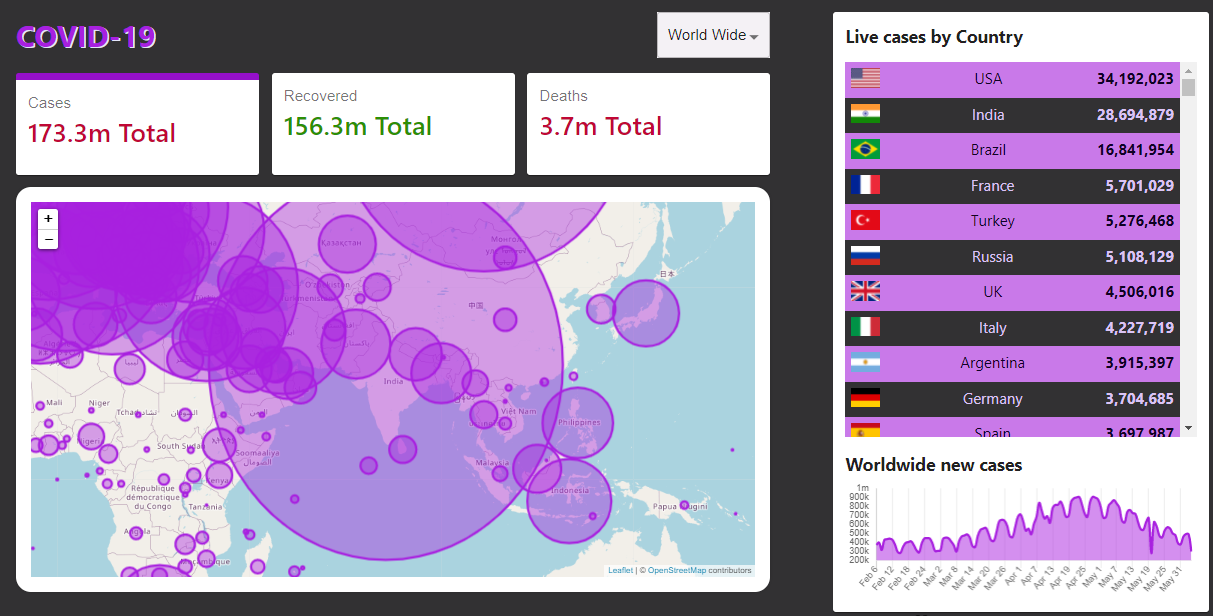 COVID-19
World Wide
Cases
173.3m Total
Recovered
156.3m Total
Deaths
3.7m Total
+
−
Қазақстан
日本
中国
India
Việt Nam
Philippines
Malaysia
Indonesia
Papua Niugini
Mali
Niger
Nigeria
South Sudan
Soomaaliya
الصومال
Kenya
République
démocratique
du Congo
Tanzania
Leaflet | © OpenStreetMap contributors
Live cases by Country
USA 34,192,023
India 28,694,879
Brazil 16,841,954
France 5,701,029
Turkey 5,276,468
Russia 5,108,129
UK 4,506,016
Italy 4,227,719
Argentina 3,915,397
Germany 3,704,685
Spain 3,697,987
Worldwide new cases
1m
900k
800k
700k
600k
500k
400k
300k
200k
Feb 6
Feb 12
Feb 18
Feb 24
Mar 2
Mar 8
Mar 14
Mar 20
Mar 26
Apr 1
Apr 7
Apr 13
Apr 19
Apr 25
May 1
May 7
May 13
May 19
May 25
May 31